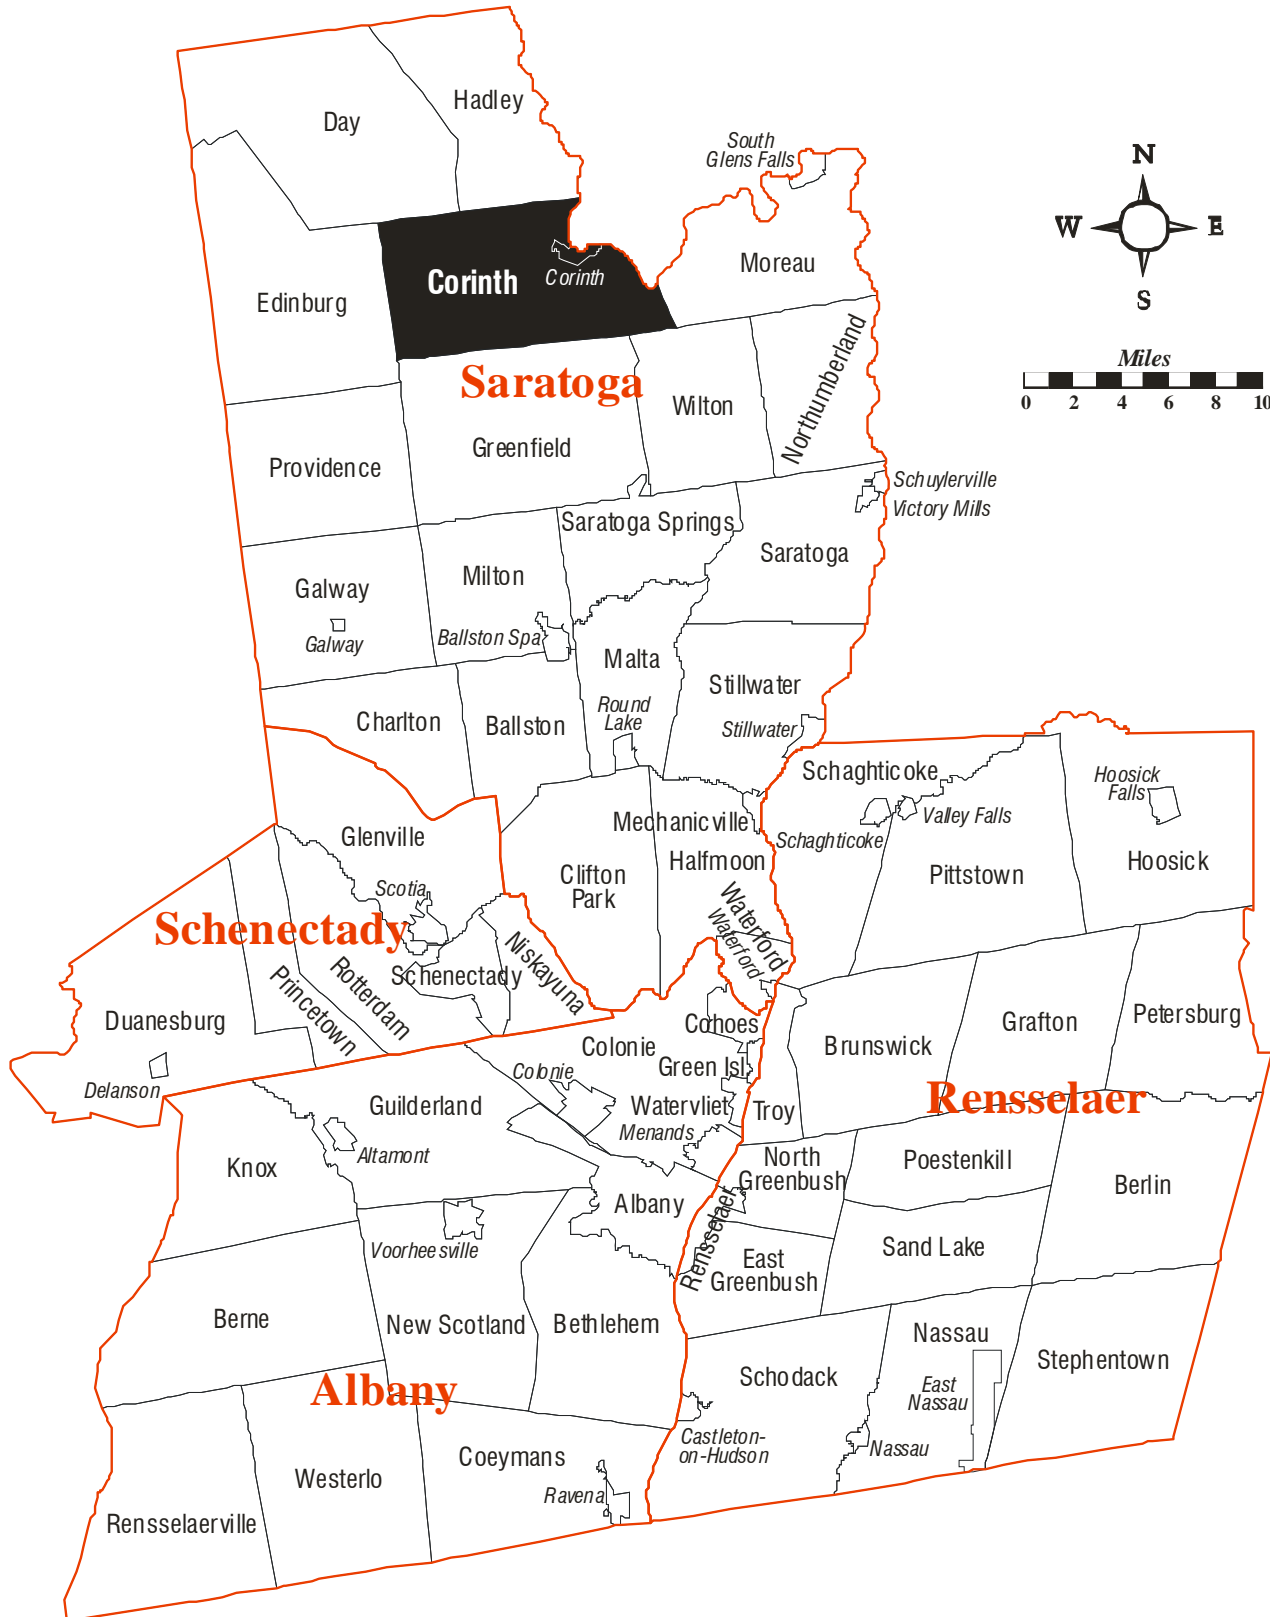 Hadley
Day
South
Glens Falls
N
W
E
S
Moreau
Corinth
Corinth
Edinburg
Miles
0 2 4 6 8 10
Northumberland
Saratoga
Wilton
Greenfield
Providence
Schuylerville
Victory Mills
Saratoga Springs
Saratoga
Milton
Galway
Galway
Ballston Spa
Malta
Stillwater
Round
Lake
Stillwater
Charlton
Ballston
Schaghticoke
Hoosick
Falls
Valley Falls
Schaghticoke
Mechanicville
Glenville
Halfmoon
Hoosick
Clifton
Park
Pittstown
Scotia
Waterford
Waterford
Schenectady
Niskayuna
Schenectady
Rotterdam
Princetown
Duanesburg
Delanson
Cohoes
Colonie
Green Isl
Colonie
Brunswick
Grafton
Petersburg
Rensselaer
Guilderland
Watervliet
Troy
Menands
Altamont
Knox
North
Greenbush
Poestenkill
Berlin
Albany
Rensselaer
Voorheesville
Sand Lake
East
Greenbush
Berne
New Scotland
Bethlehem
Nassau
Stephentown
Schodack
Albany
East
Nassau
Castleton-
on-Hudson
Nassau
Coeymans
Westerlo
Ravena
Rensselaerville